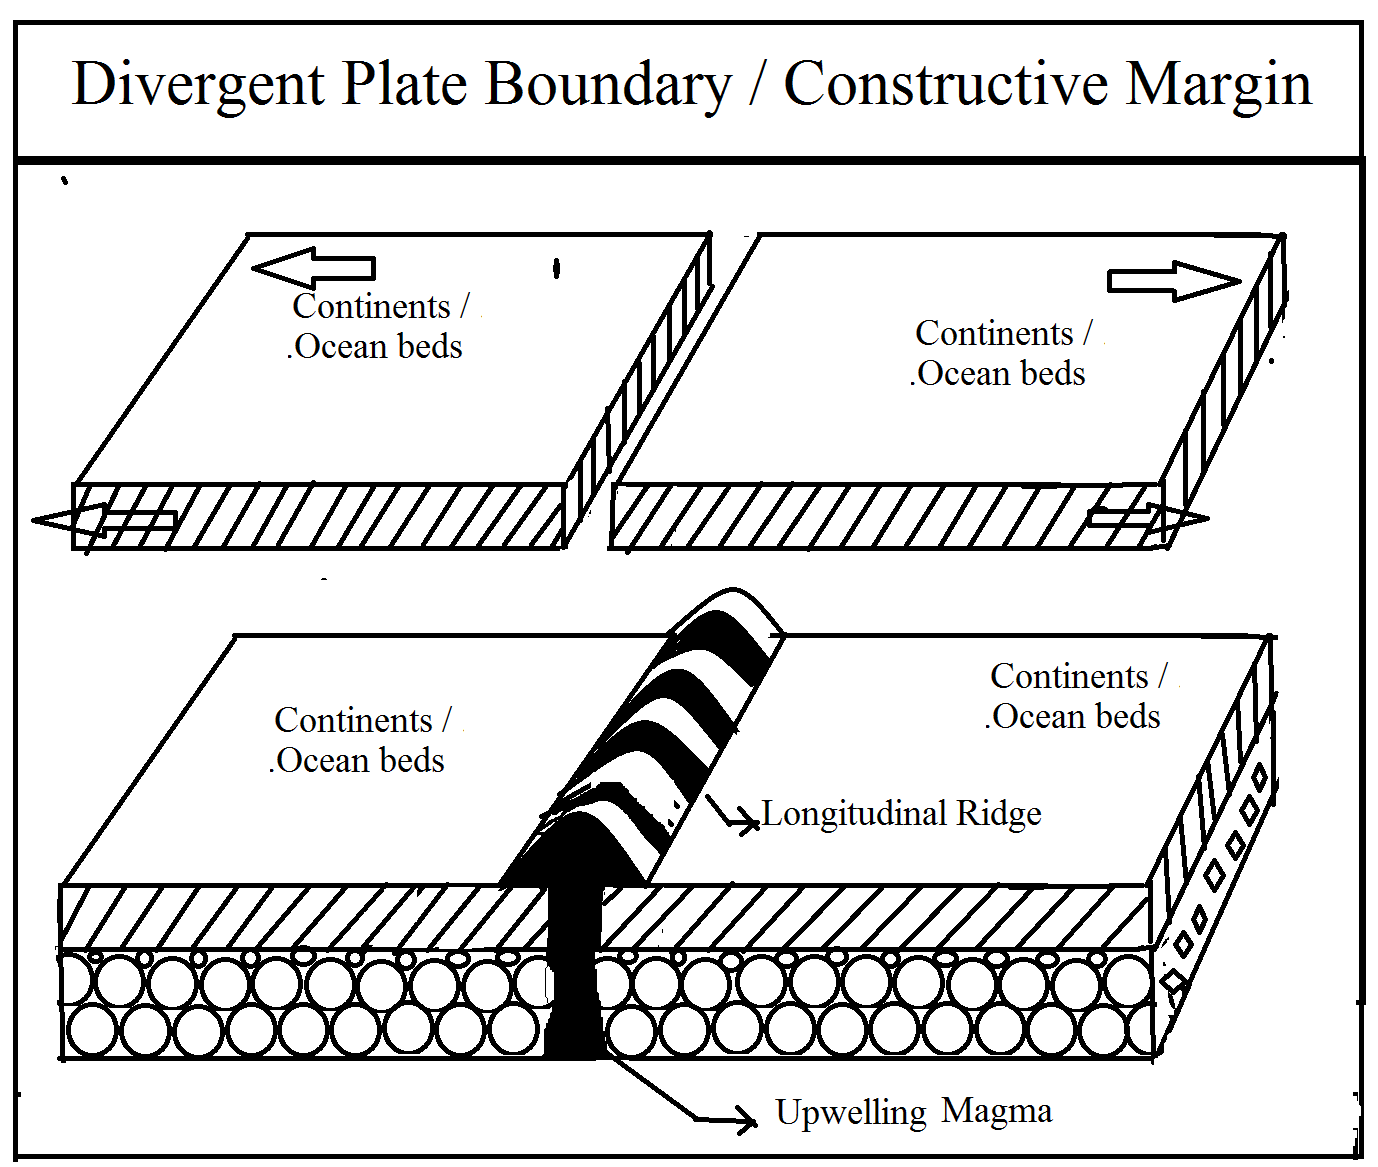 Divergent Plate Boundary / Constructive Margin
Continents /
.Ocean beds
Continents /
.Ocean beds
Continents /
.Ocean beds
Continents /
.Ocean beds
Longitudinal Ridge
Upwelling Magma